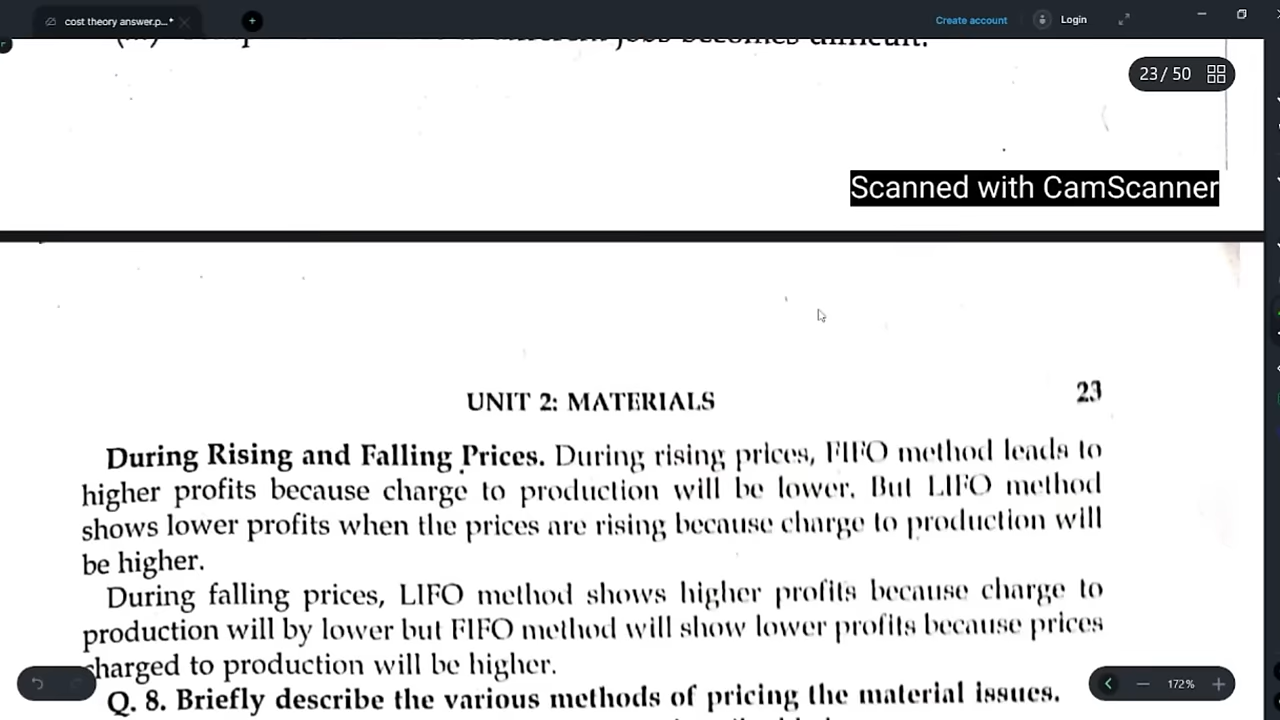 cost theory answer.p...*
Create account
Login
jobs becomes difficult.
23 / 50
Scanned with CamScanner
UNIT 2: MATERIALS
23
During Rising and Falling Prices. During rising prices, FIFO method leads to
higher profits because charge to production will be lower. But LIFO method
shows lower profits when the prices are rising because charge to production will
be higher.
During falling prices, LIFO method shows higher profits because charge to
production will by lower but FIFO method will show lower profits because prices
charged to production will be higher.
172%
Q. 8. Briefly describe the various methods of pricing the material issues.